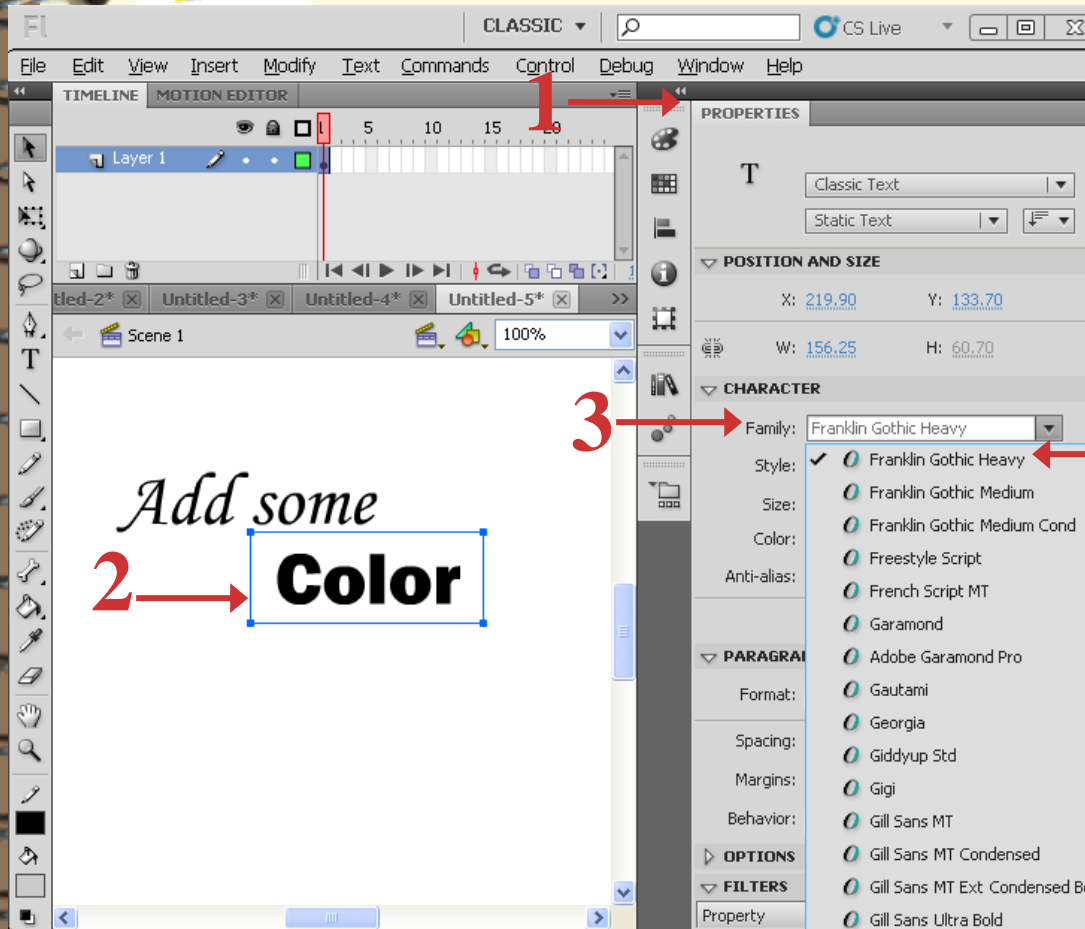 Fl CLASSIC CS Live
File Edit View Insert Modify Text Commands Control Debug Window Help
TIMELINE MOTION EDITOR
1
PROPERTIES
5 10 15
Layer 1
T
Classic Text
Static Text
POSITION AND SIZE
X: 219.90 Y: 133.70
W: 156.25 H: 60.70
tled-2* Untitled-3* Untitled-4* Untitled-5* >>
Scene 1 100%
T
CHARACTER
3
Family: Franklin Gothic Heavy
Style:
Size:
Color:
Anti-alias:
Franklin Gothic Heavy
Franklin Gothic Medium
Franklin Gothic Medium Cond
Freestyle Script
French Script MT
Garamond
Adobe Garamond Pro
Gautami
Georgia
Giddyup Std
Gigi
Gill Sans MT
Gill Sans MT Condensed
Gill Sans MT Ext Condensed Bo
Gill Sans Ultra Bold
Add some
2
Color
PARAGRA
Format:
Spacing:
Margins:
Behavior:
OPTIONS
FILTERS
Property